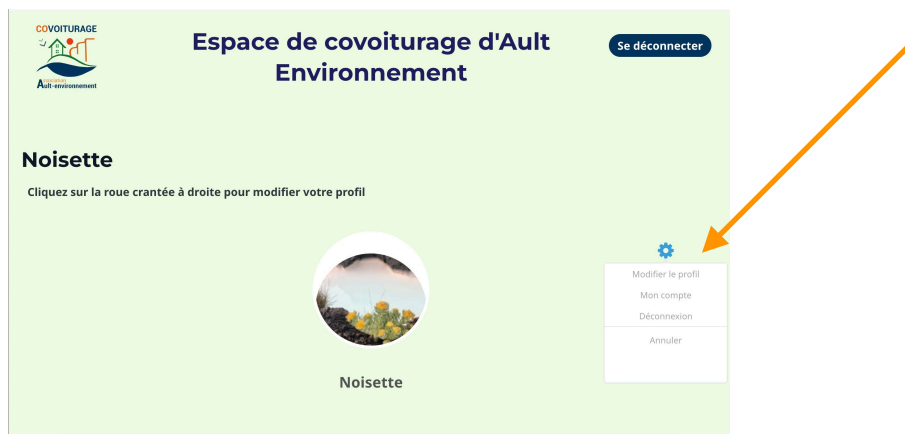 COVOITURAGE
Association
Ault-environnement
Espace de covoiturage d'Ault
Environnement
Se déconnecter
Noisette
Cliquez sur la roue crantée à droite pour modifier votre profil
Modifier le profil
Mon compte
Déconnexion
Annuler
Noisette